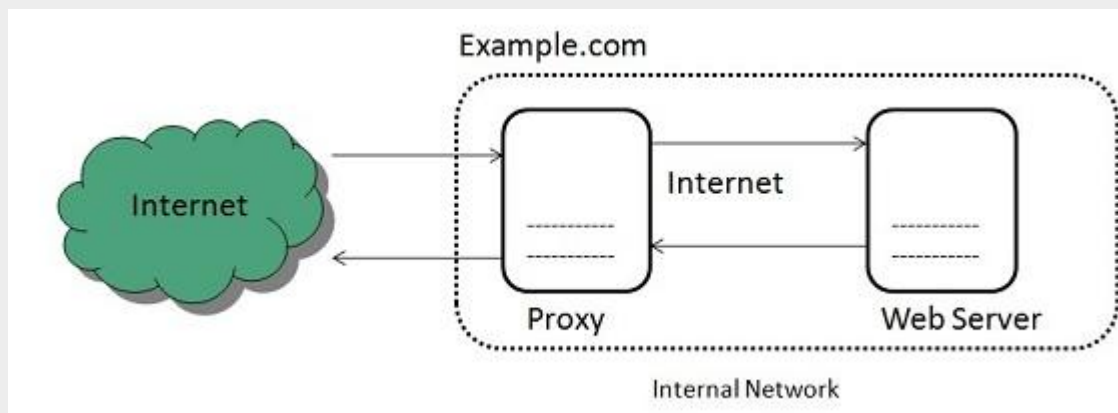 Example.com
Internet
Internet
Proxy
Web Server
Internal Network